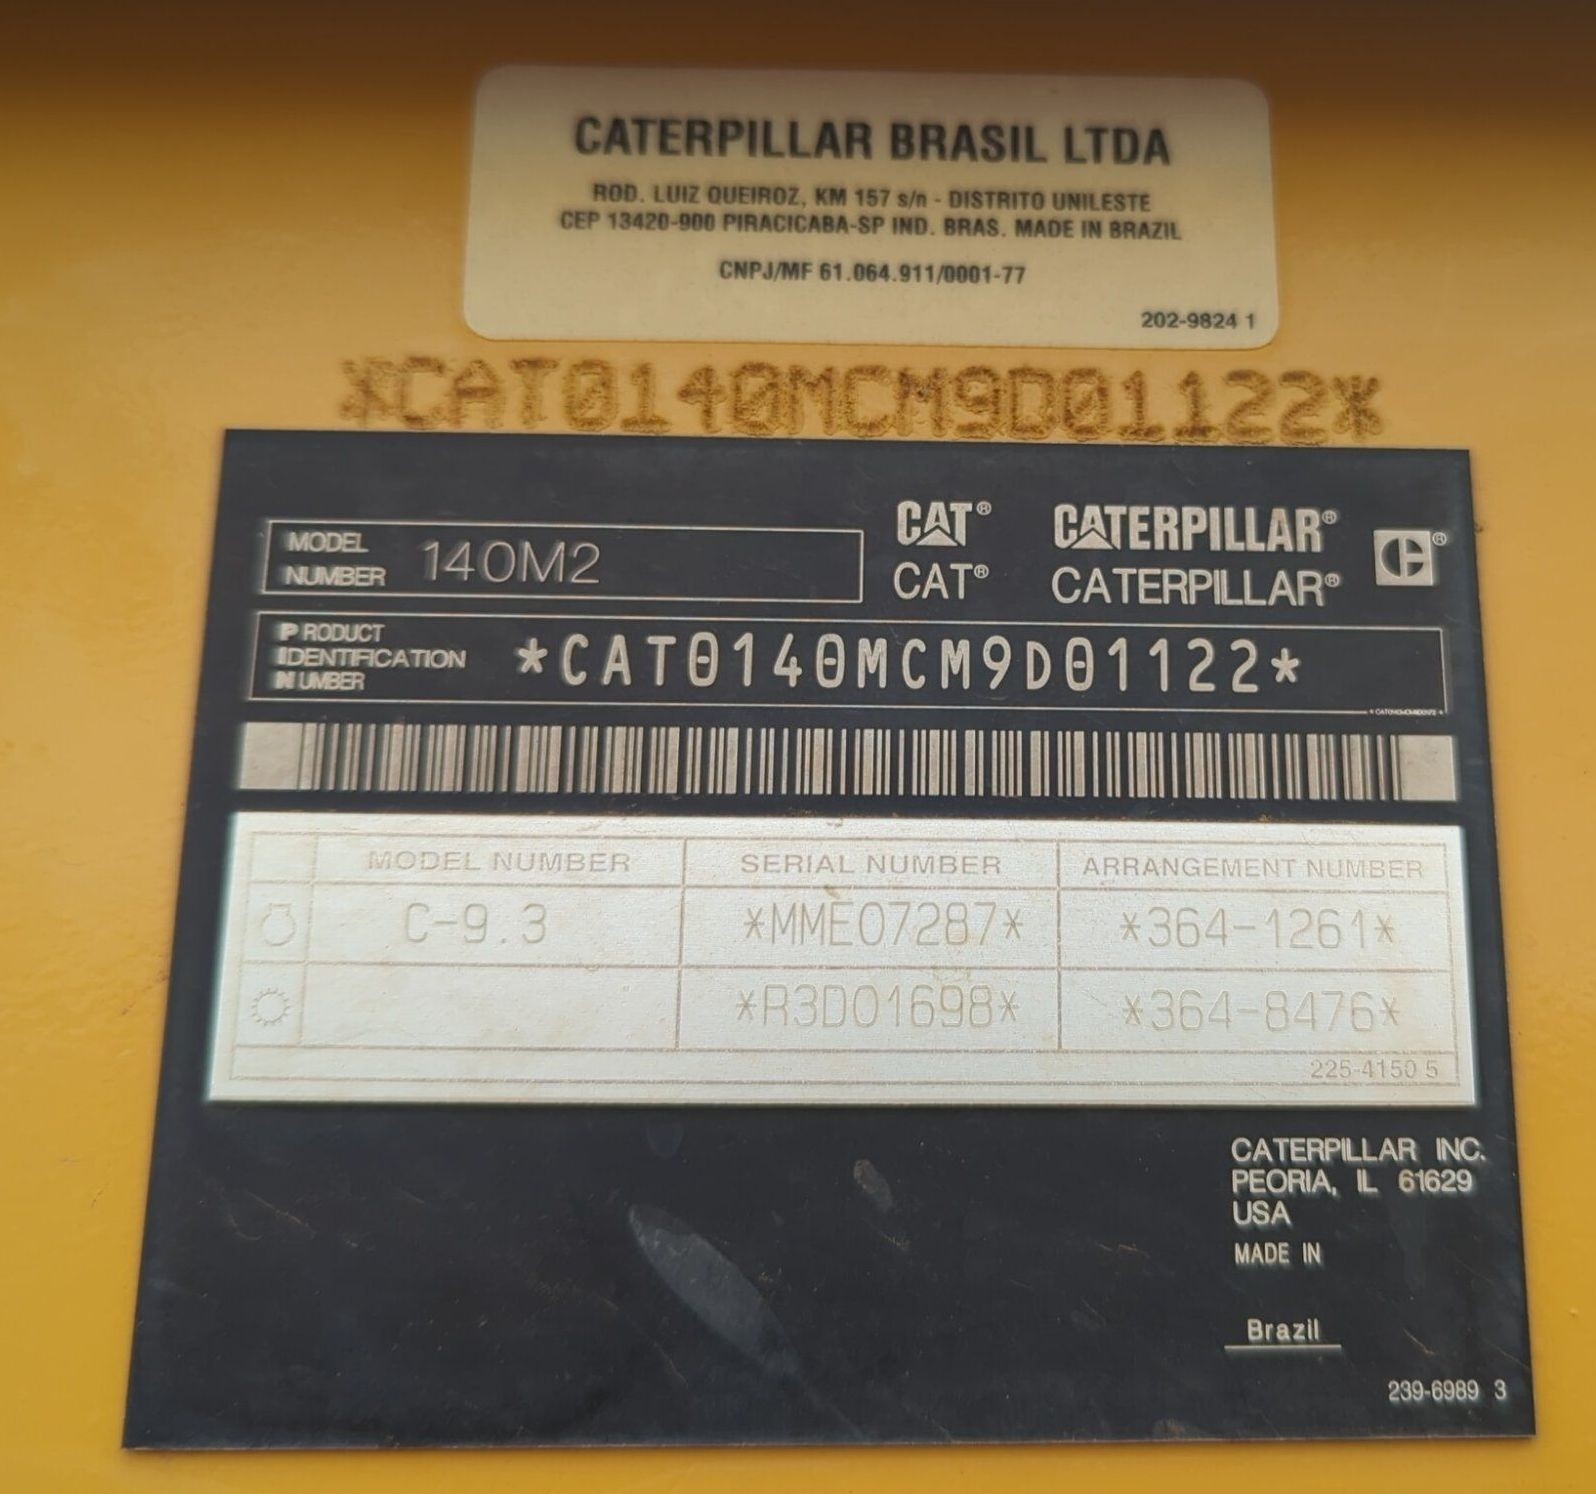 CATERPILLAR BRASIL LTDA
ROD. LUIZ QUEIROZ, KM 157 s/n - DISTRITO UNILESTE
CEP 13420-900 PIRACICABA-SP IND. BRAS. MADE IN BRAZIL
CNPJ/MF 61.064.911/0001-77
202-9824 1
*CAT0140MCM9D01122*
MODEL NUMBER 140M2
CAT® CATERPILLAR® ®
CAT® CATERPILLAR®
PRODUCT IDENTIFICATION NUMBER *CAT0140MCM9D01122*
MODEL NUMBER SERIAL NUMBER ARRANGEMENT NUMBER
C-9.3 *MME07287* *364-1261*
*R3D01698* *364-8476*
225-4150 5
CATERPILLAR INC.
PEORIA, IL 61629
USA
MADE IN
Brazil
239-6989 3